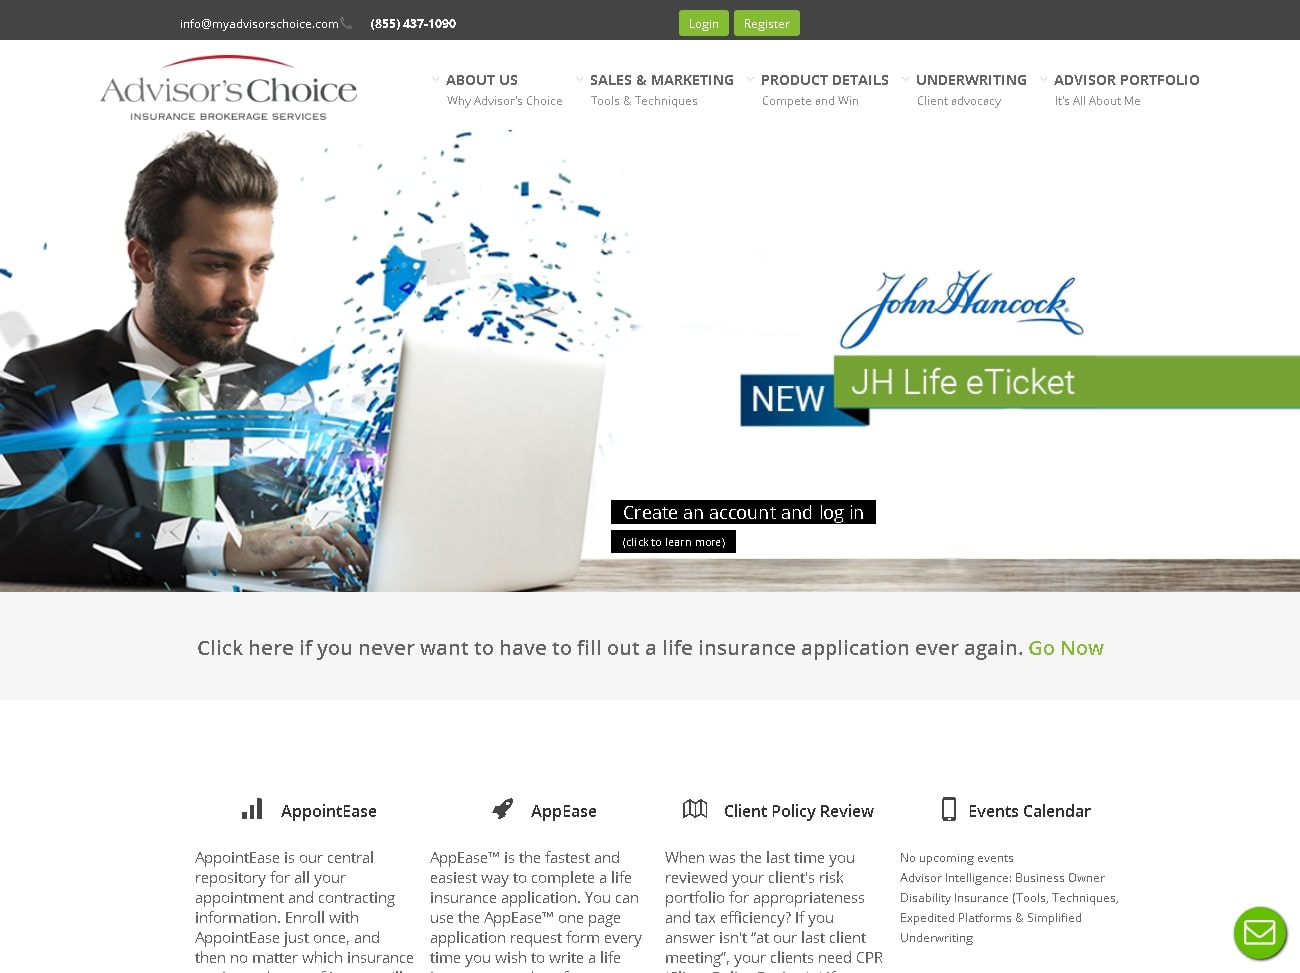 info@myadvisorschoice.com (855) 437-1090 Login Register
Advisor's Choice
INSURANCE BROKERAGE SERVICES
ABOUT US SALES & MARKETING PRODUCT DETAILS UNDERWRITING ADVISOR PORTFOLIO
Why Advisor's Choice Tools & Techniques Compete and Win Client advocacy It's All About Me
John Hancock
JH Life eTicket
NEW
Create an account and log in
(click to learn more)
Click here if you never want to have to fill out a life insurance application ever again. Go Now
AppointEase
AppointEase is our central
repository for all your
appointment and contracting
information. Enroll with
AppointEase just once, and
then no matter which insurance
AppEase
AppEase™ is the fastest and
easiest way to complete a life
insurance application. You can
use the AppEase™ one page
application request form every
time you wish to write a life
Client Policy Review
When was the last time you
reviewed your client's risk
portfolio for appropriateness
and tax efficiency? If you
answer isn't “at our last client
meeting”, your clients need CPR
Events Calendar
No upcoming events
Advisor Intelligence: Business Owner
Disability Insurance (Tools, Techniques,
Expedited Platforms & Simplified
Underwriting